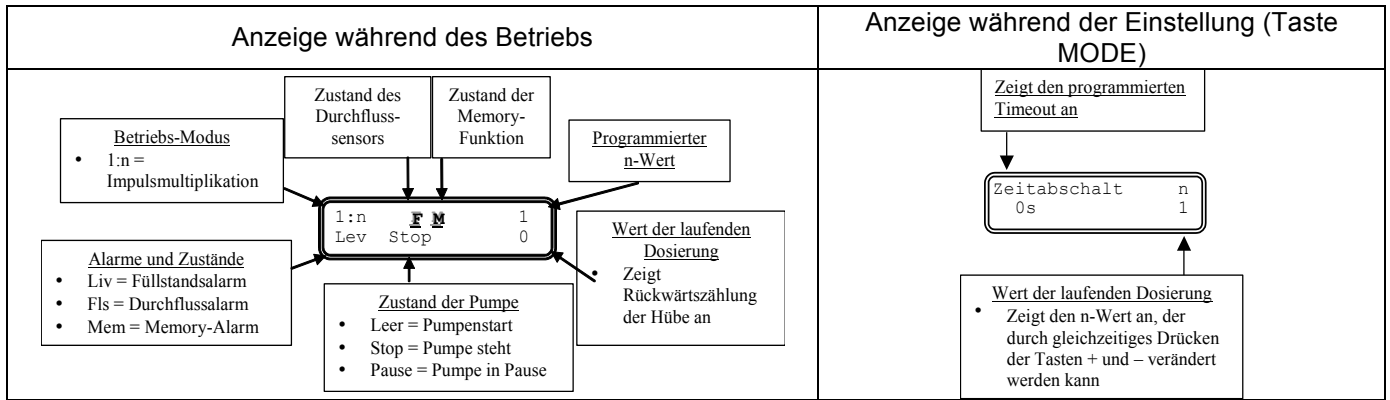 Anzeige während des Betriebs
Anzeige während der Einstellung (Taste
MODE)
Zustand des
Durchfluss-
sensors
Zustand der
Memory-
Funktion
Betriebs-Modus
• 1:n =
Impulsmultiplikation
Programmierter
n-Wert
1:n F M 1
Lev Stop 0
Alarme und Zustände
• Liv = Füllstandsalarm
• Fls = Durchflussalarm
• Mem = Memory-Alarm
Zustand der Pumpe
• Leer = Pumpenstart
• Stop = Pumpe steht
• Pause = Pumpe in Pause
Wert der laufenden
Dosierung
• Zeigt
Rückwärtszählung
der Hübe an
Zeigt den programmierten
Timeout an
Zeitabschalt n
0s 1
Wert der laufenden Dosierung
• Zeigt den n-Wert an, der
durch gleichzeitiges Drücken
der Tasten + und – verändert
werden kann